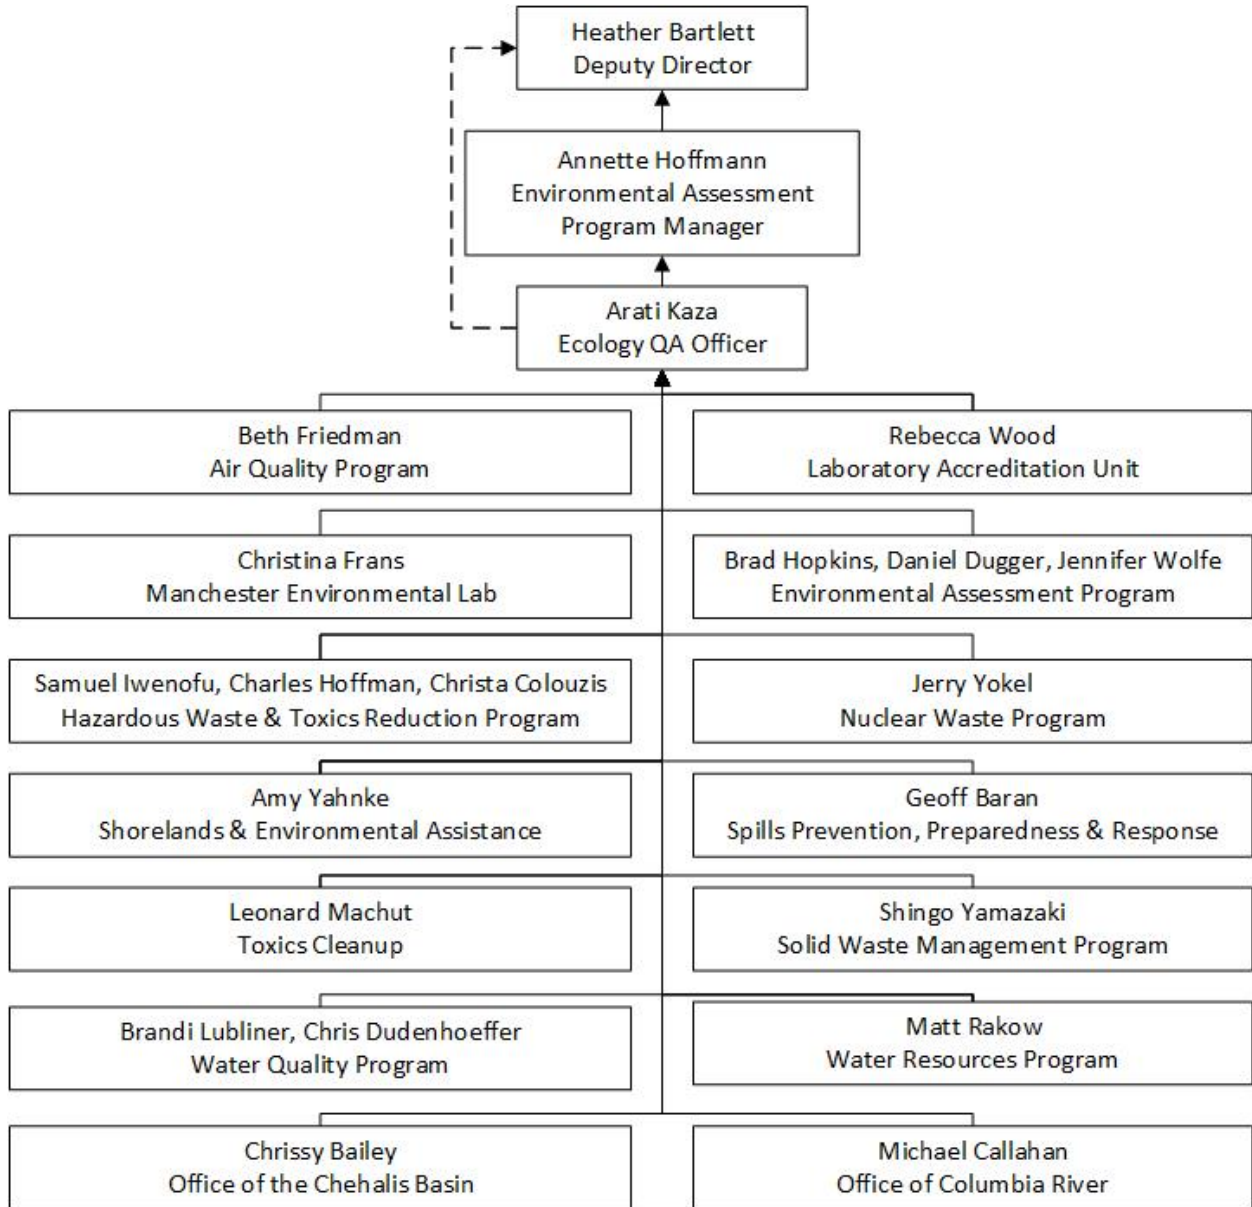 Heather Bartlett
Deputy Director
Annette Hoffmann
Environmental Assessment
Program Manager
Arati Kaza
Ecology QA Officer
Beth Friedman
Air Quality Program
Rebecca Wood
Laboratory Accreditation Unit
Christina Frans
Manchester Environmental Lab
Brad Hopkins, Daniel Dugger, Jennifer Wolfe
Environmental Assessment Program
Samuel Iwenofu, Charles Hoffman, Christa Colouzis
Hazardous Waste & Toxics Reduction Program
Jerry Yokel
Nuclear Waste Program
Amy Yahnke
Shorelands & Environmental Assistance
Geoff Baran
Spills Prevention, Preparedness & Response
Leonard Machut
Toxics Cleanup
Shingo Yamazaki
Solid Waste Management Program
Brandi Lubliner, Chris Dudenhoeffer
Water Quality Program
Matt Rakow
Water Resources Program
Chrissy Bailey
Office of the Chehalis Basin
Michael Callahan
Office of Columbia River